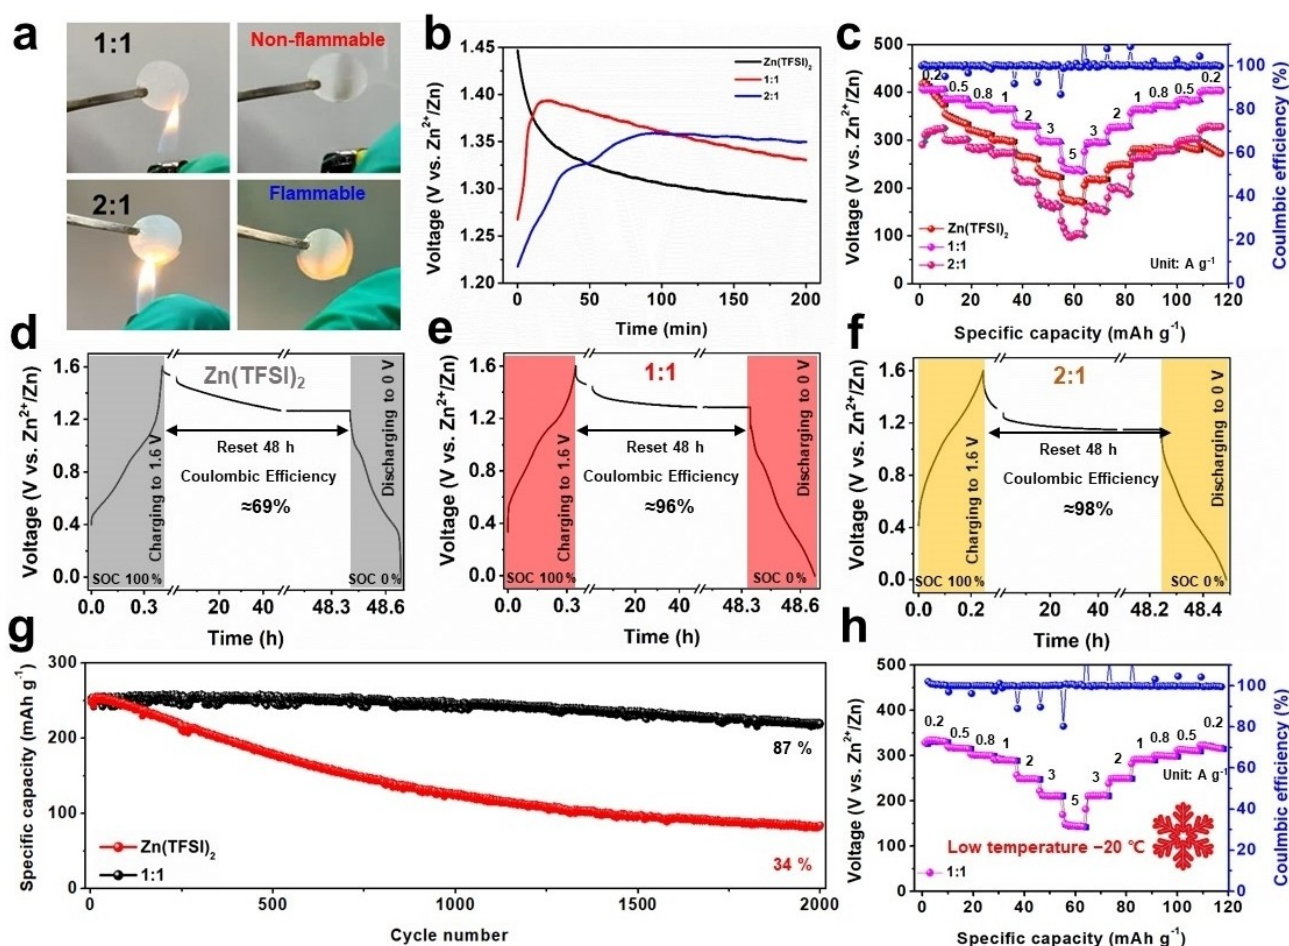 a
1:1
Non-flammable
2:1
Flammable
b
Voltage (V vs. Zn²⁺/Zn)
1.45
1.40
1.35
1.30
1.25
1.20
Zn(TFSI)₂
1:1
2:1
0
50
100
150
200
Time (min)
c
Voltage (V vs. Zn²⁺/Zn)
500
400
300
200
100
0
0.2
0.5
0.8
1
2
3
5
3
2
1
0.8
0.5
0.2
Zn(TFSI)₂
1:1
2:1
Unit: A g⁻¹
100
80
60
40
20
0
Coulmbic efficiency (%)
0 20 40 60 80 100 120
Specific capacity (mAh g⁻¹)
d
Voltage (V vs. Zn²⁺/Zn)
1.6
1.2
0.8
0.4
0.0
Zn(TFSI)₂
Charging to 1.6 V
Reset 48 h
Coulombic Efficiency
≈69%
Discharging to 0 V
SOC 100%
SOC 0%
0.0 0.3 20 40 48.3 48.6
Time (h)
e
Voltage (V vs. Zn²⁺/Zn)
1.6
1.2
0.8
0.4
0.0
1:1
Charging to 1.6 V
Reset 48 h
Coulombic Efficiency
≈96%
Discharging to 0 V
SOC 100%
SOC 0%
0.0 0.3 20 40 48.3 48.6
Time (h)
f
Voltage (V vs. Zn²⁺/Zn)
1.6
1.2
0.8
0.4
0.0
2:1
Charging to 1.6 V
Reset 48 h
Coulombic Efficiency
≈98%
Discharging to 0 V
SOC 100%
SOC 0%
0.0 0.2 20 40 48.2 48.4
Time (h)
g
Specific capacity (mAh g⁻¹)
300
250
200
150
100
50
0
87 %
34 %
Zn(TFSI)₂
1:1
0 500 1000 1500 2000
Cycle number
h
Voltage (V vs. Zn²⁺/Zn)
500
450
400
350
300
250
200
150
100
50
0
0.2
0.5
0.8
1
2
3
5
3
2
1
0.8
0.5
0.2
Unit: A g⁻¹
Low temperature −20 ℃
1:1
100
80
60
40
20
0
Coulmbic efficiency (%)
0 20 40 60 80 100 120
Specific capacity (mAh g⁻¹)